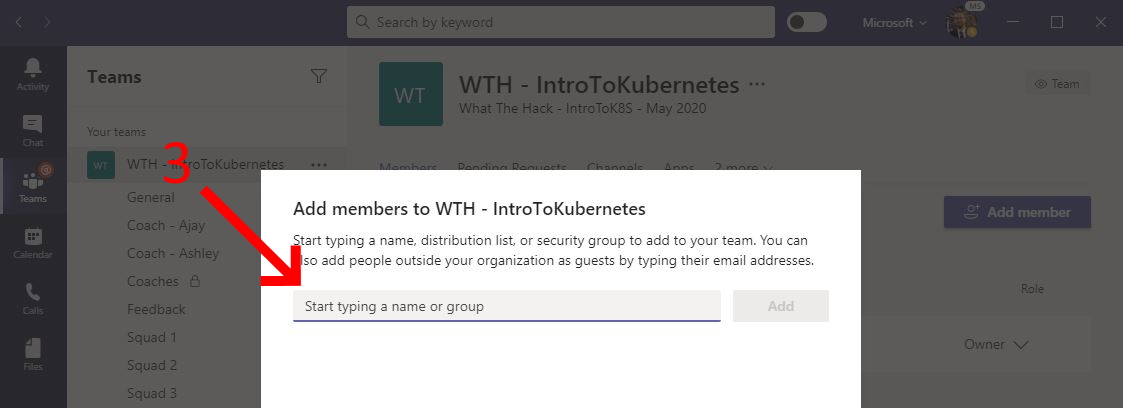 Search by keyword
Microsoft
MS
Activity
Chat
Teams
Calendar
Calls
Files
Teams
Your teams
WT
WTH - IntroToKubernetes
General
Coach - Ajay
Coach - Ashley
Coaches
Feedback
Squad 1
Squad 2
Squad 3
WT
WTH - IntroToKubernetes
What The Hack - IntroToK8S - May 2020
Team
Members Pending Requests Channels Apps 2 more
Add member
Role
Owner
3
Add members to WTH - IntroToKubernetes
Start typing a name, distribution list, or security group to add to your team. You can
also add people outside your organization as guests by typing their email addresses.
Start typing a name or group
Add